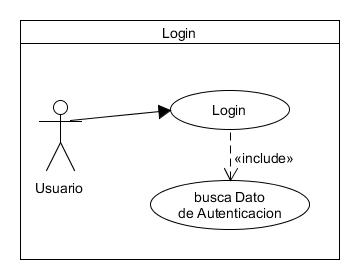 Login
Login
Usuario
«include»
busca Dato
de Autenticacion